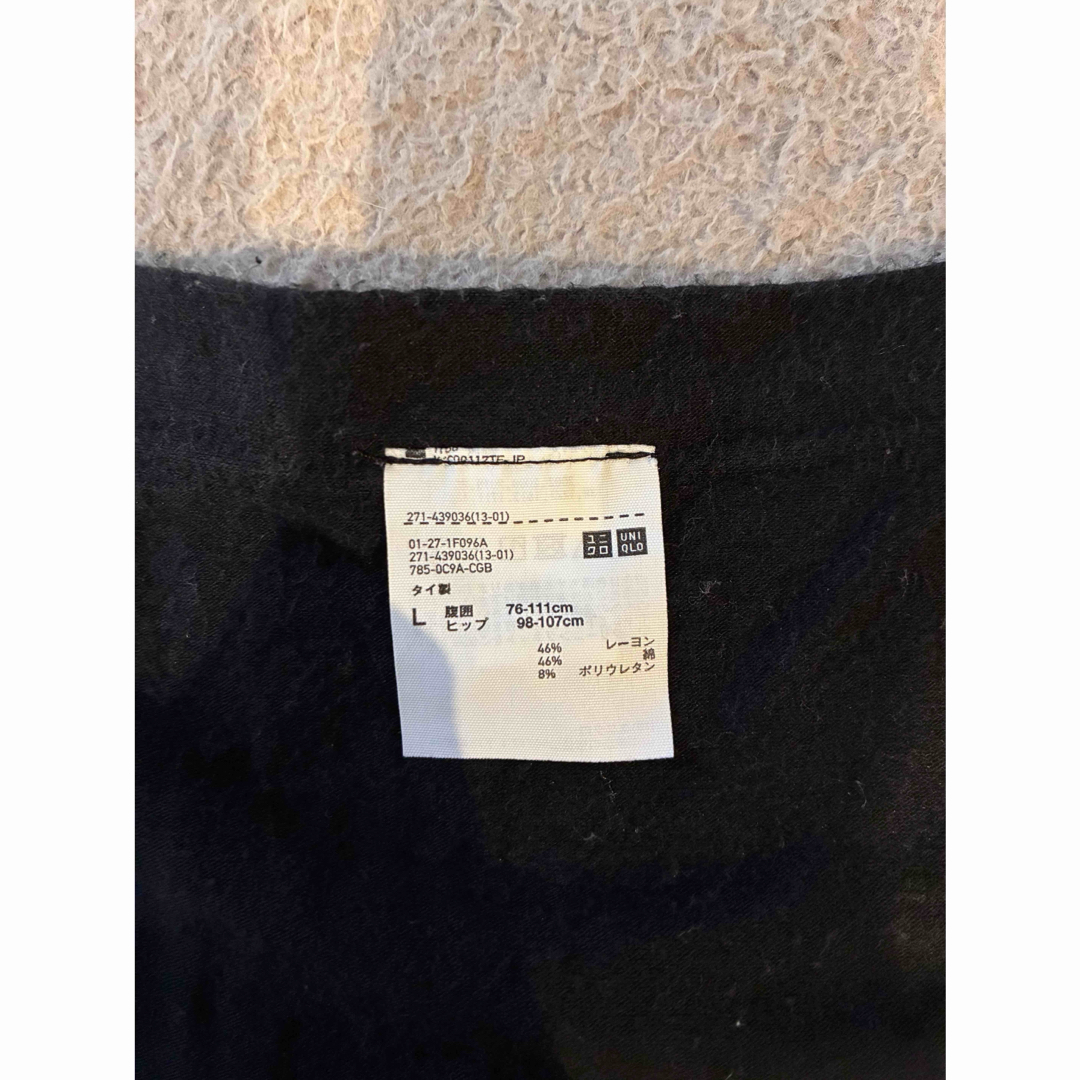 271-439036(13-01)
01-27-1F096A
271-439036(13-01)
785-0C9A-CGB
ユニ
クロ
UNI
QLO
タイ製
L 腹囲 76-111cm
ヒップ 98-107cm
46% レーヨン
46% 綿
8% ポリウレタン